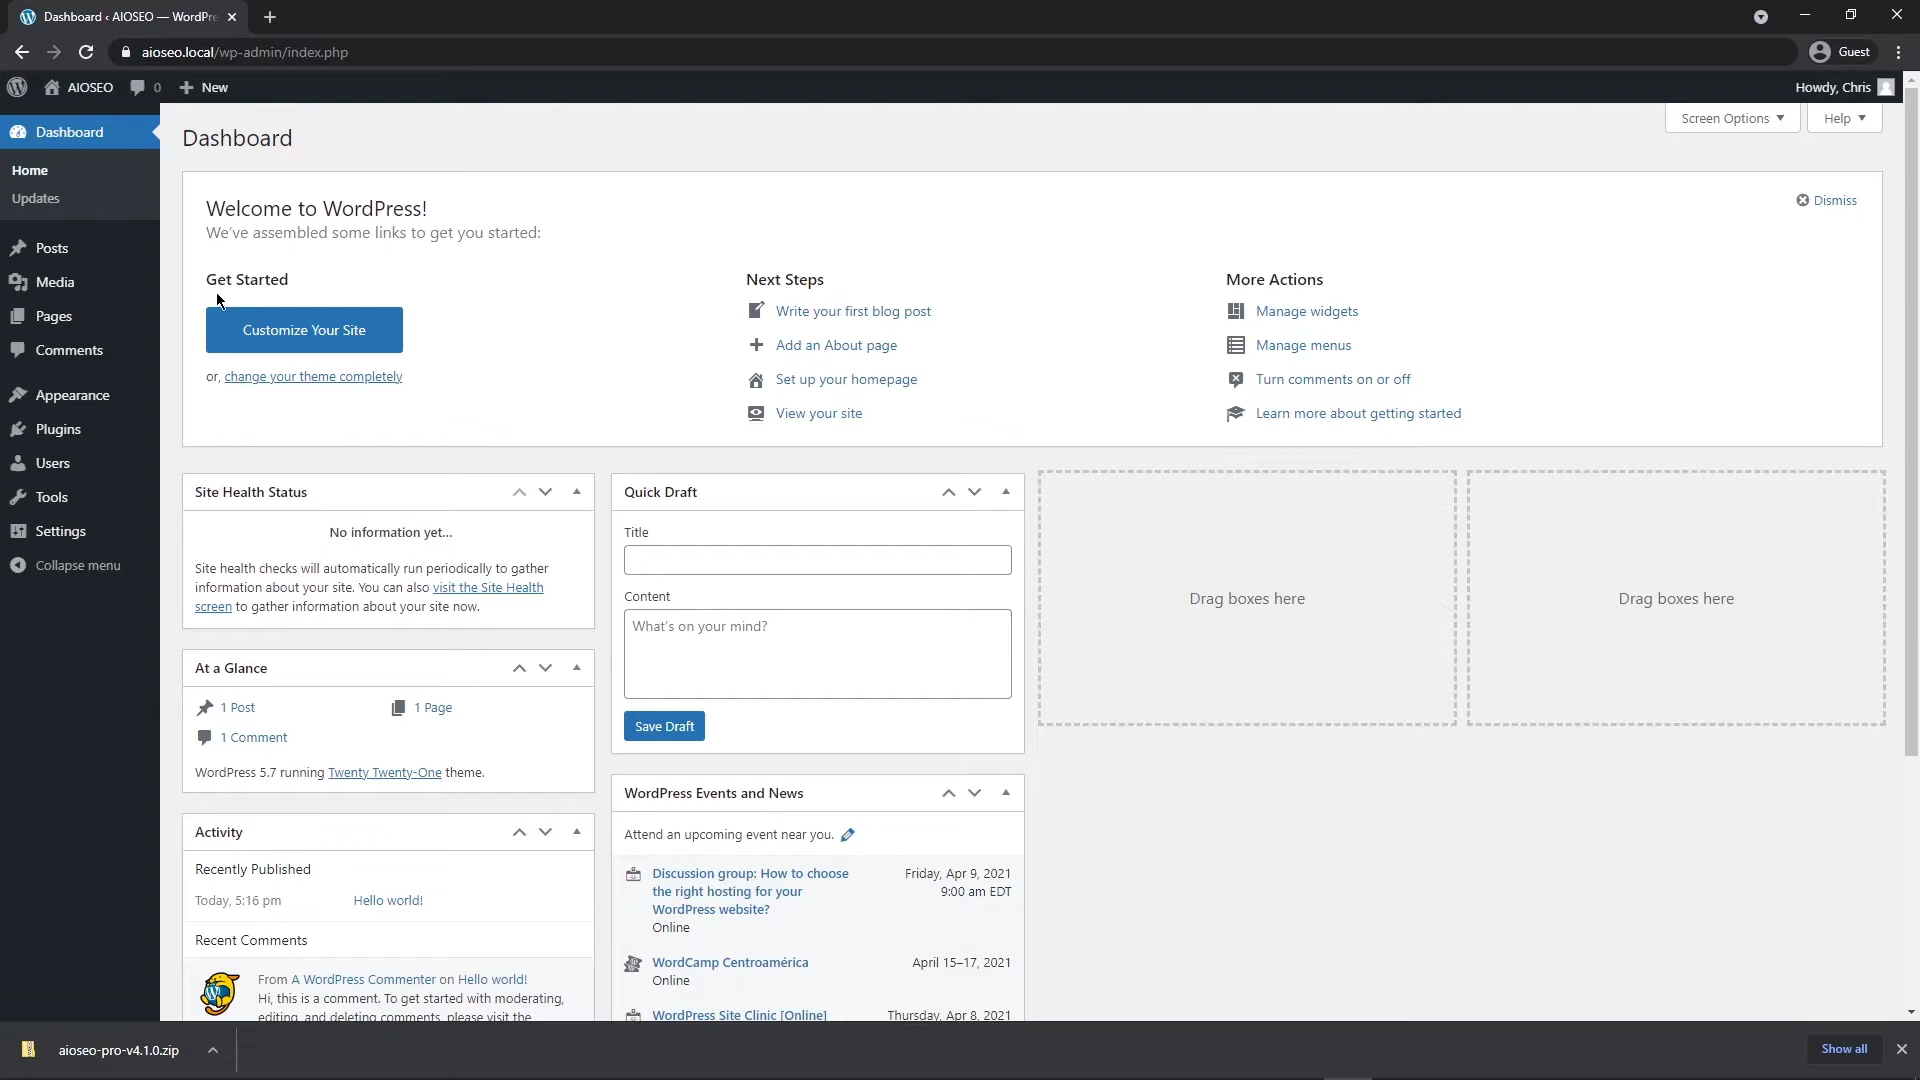 Dashboard ‹ AIOSEO — WordPre
aioseo.local/wp-admin/index.php
Guest
AIOSEO
0
New
Howdy, Chris
Dashboard
Home
Updates
Posts
Media
Pages
Comments
Appearance
Plugins
Users
Tools
Settings
Collapse menu
Dashboard
Screen Options
Help
Welcome to WordPress!
We've assembled some links to get you started:
Dismiss
Get Started
Customize Your Site
or, change your theme completely
Next Steps
Write your first blog post
Add an About page
Set up your homepage
View your site
More Actions
Manage widgets
Manage menus
Turn comments on or off
Learn more about getting started
Site Health Status
No information yet...
Site health checks will automatically run periodically to gather
information about your site. You can also visit the Site Health
screen to gather information about your site now.
At a Glance
1 Post
1 Page
1 Comment
WordPress 5.7 running Twenty Twenty-One theme.
Activity
Recently Published
Today, 5:16 pm
Hello world!
Recent Comments
From A WordPress Commenter on Hello world!
Hi, this is a comment. To get started with moderating,
editing, and deleting comments, please visit the
Quick Draft
Title
Content
What's on your mind?
Save Draft
WordPress Events and News
Attend an upcoming event near you.
Discussion group: How to choose
the right hosting for your
WordPress website?
Online
Friday, Apr 9, 2021
9:00 am EDT
WordCamp Centroamérica
Online
April 15–17, 2021
WordPress Site Clinic [Online]
Thursday, Apr 8, 2021
Drag boxes here
Drag boxes here
aioseo-pro-v4.1.0.zip
Show all